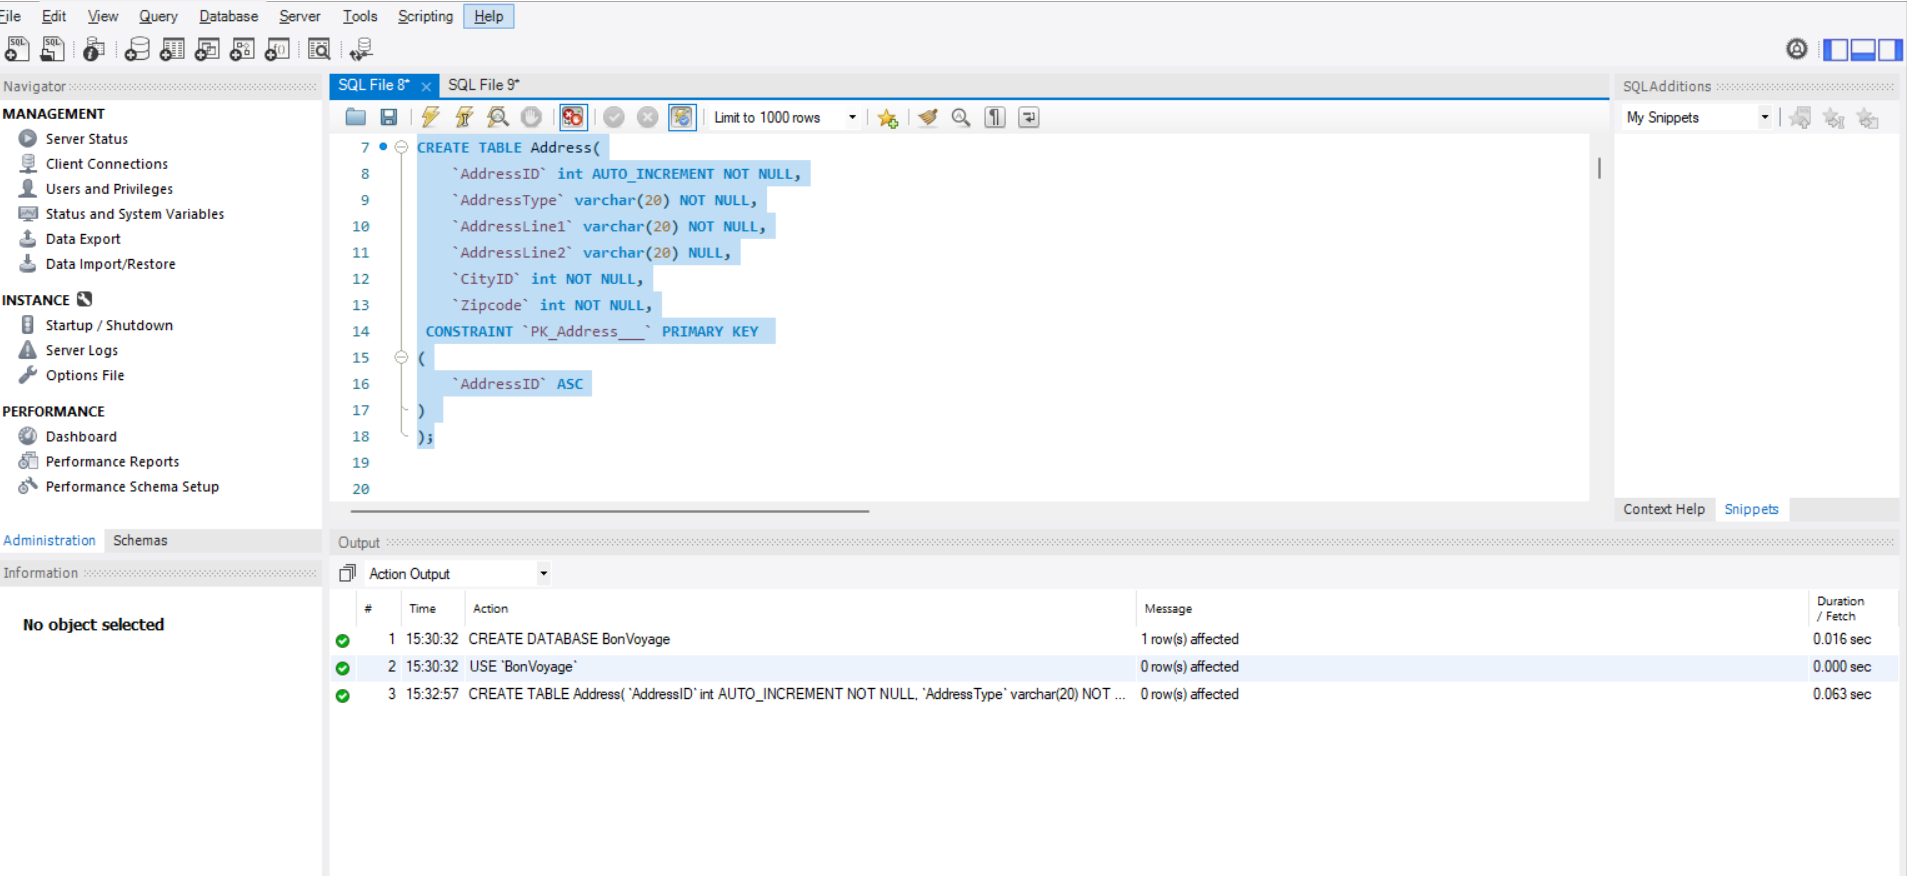 File Edit View Query Database Server Tools Scripting Help
Navigator
MANAGEMENT
Server Status
Client Connections
Users and Privileges
Status and System Variables
Data Export
Data Import/Restore
INSTANCE
Startup / Shutdown
Server Logs
Options File
PERFORMANCE
Dashboard
Performance Reports
Performance Schema Setup
Administration Schemas
Information
No object selected
SQL File 8* SQL File 9*
Limit to 1000 rows
7 CREATE TABLE Address(
8 `AddressID` int AUTO_INCREMENT NOT NULL,
9 `AddressType` varchar(20) NOT NULL,
10 `AddressLine1` varchar(20) NOT NULL,
11 `AddressLine2` varchar(20) NULL,
12 `CityID` int NOT NULL,
13 `Zipcode` int NOT NULL,
14 CONSTRAINT `PK_Address___` PRIMARY KEY
15 (
16 `AddressID` ASC
17 )
18 );
19
20
SQLAdditions
My Snippets
Context Help Snippets
Output
Action Output
# Time Action Message Duration / Fetch
1 15:30:32 CREATE DATABASE BonVoyage 1 row(s) affected 0.016 sec
2 15:30:32 USE `BonVoyage` 0 row(s) affected 0.000 sec
3 15:32:57 CREATE TABLE Address( `AddressID` int AUTO_INCREMENT NOT NULL, `AddressType` varchar(20) NOT ... 0 row(s) affected 0.063 sec